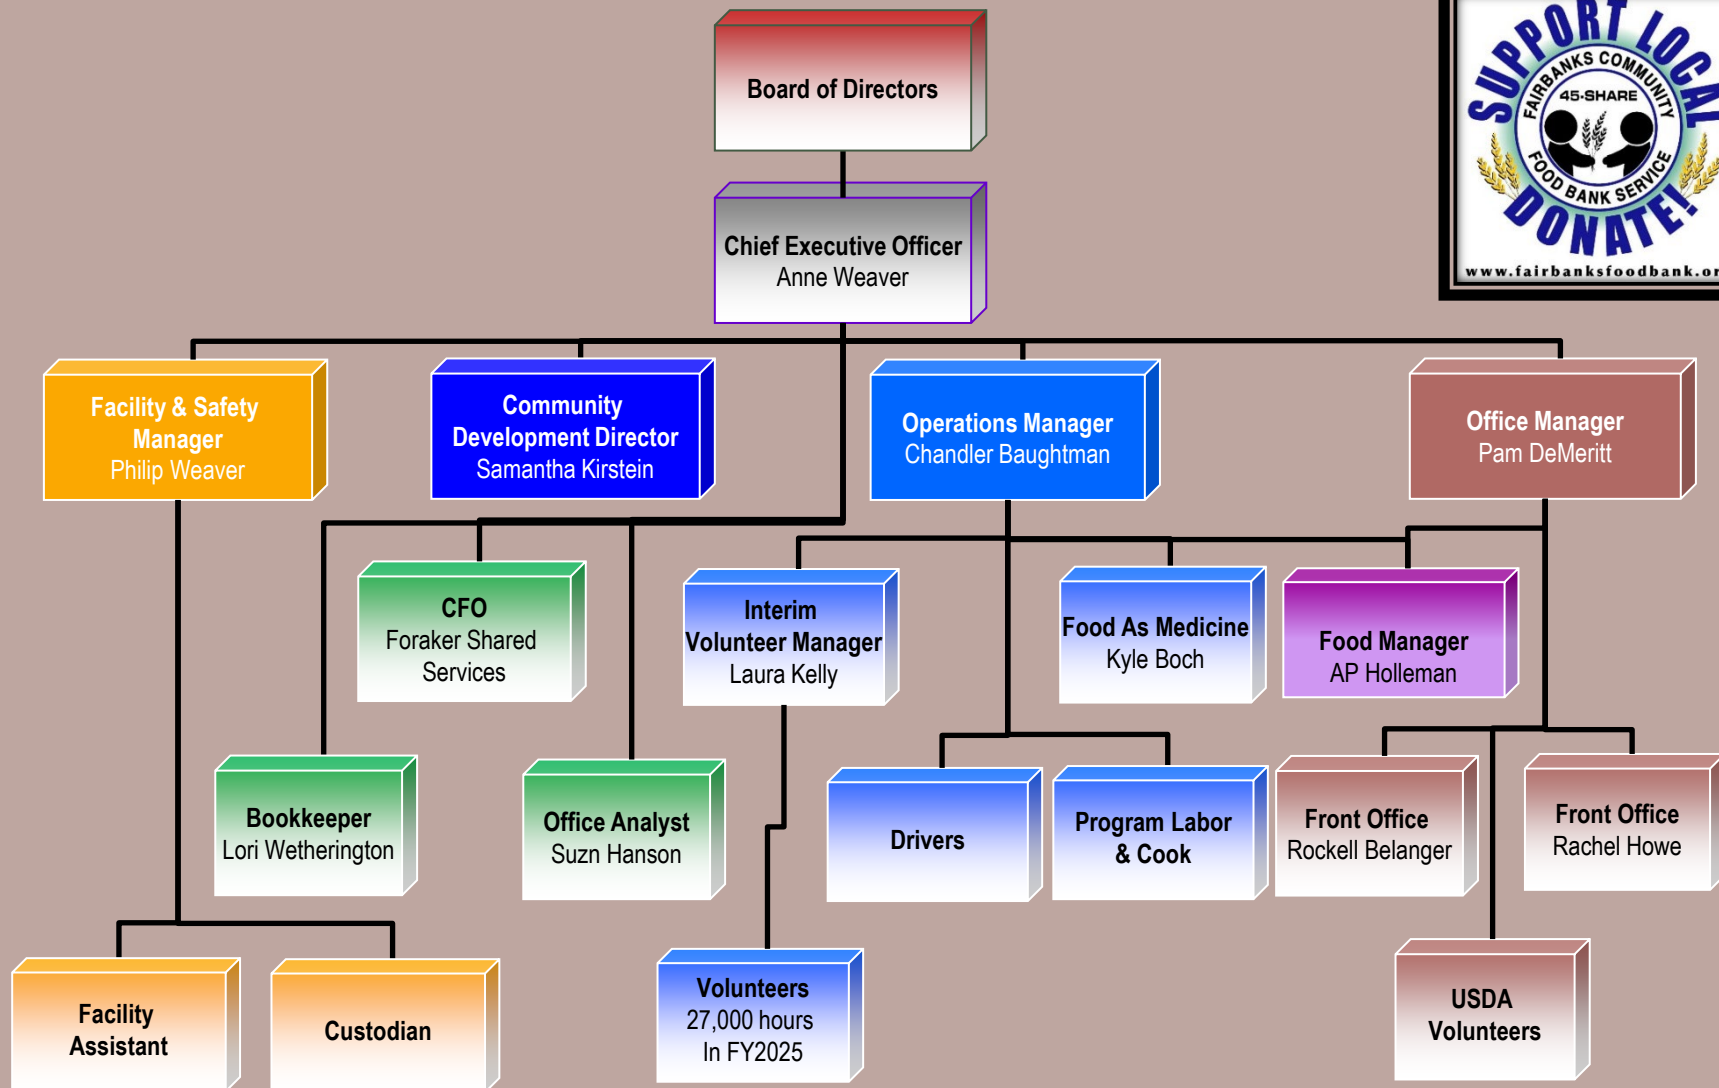 Board of Directors
SUPPORT LOCAL
FAIRBANKS COMMUNITY
45-SHARE
FOOD BANK SERVICE
DONATE!
www.fairbanksfoodbank.or
Chief Executive Officer
Anne Weaver
Facility & Safety
Manager
Philip Weaver
Community
Development Director
Samantha Kirstein
Operations Manager
Chandler Baughtman
Office Manager
Pam DeMeritt
CFO
Foraker Shared
Services
Interim
Volunteer Manager
Laura Kelly
Food As Medicine
Kyle Boch
Food Manager
AP Holleman
Bookkeeper
Lori Wetherington
Office Analyst
Suzn Hanson
Drivers
Program Labor
& Cook
Front Office
Rockell Belanger
Front Office
Rachel Howe
Facility
Assistant
Custodian
Volunteers
27,000 hours
In FY2025
USDA
Volunteers